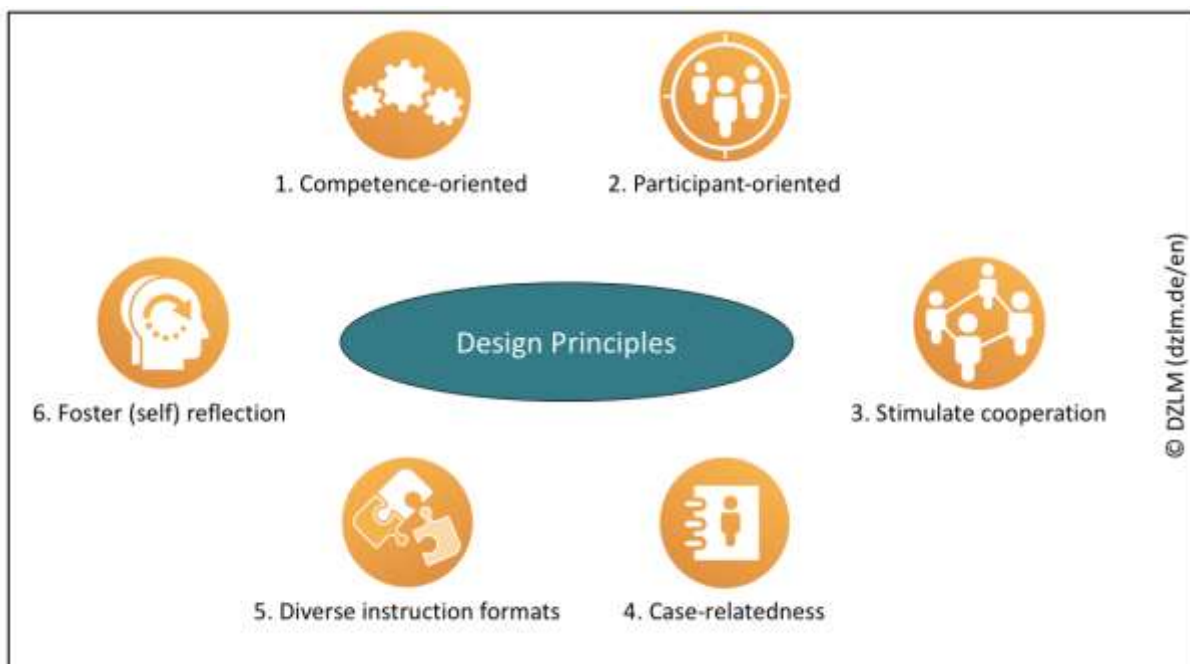 1. Competence-oriented
2. Participant-oriented
Design Principles
6. Foster (self) reflection
3. Stimulate cooperation
5. Diverse instruction formats
4. Case-relatedness
© DZLM (dzlm.de/en)